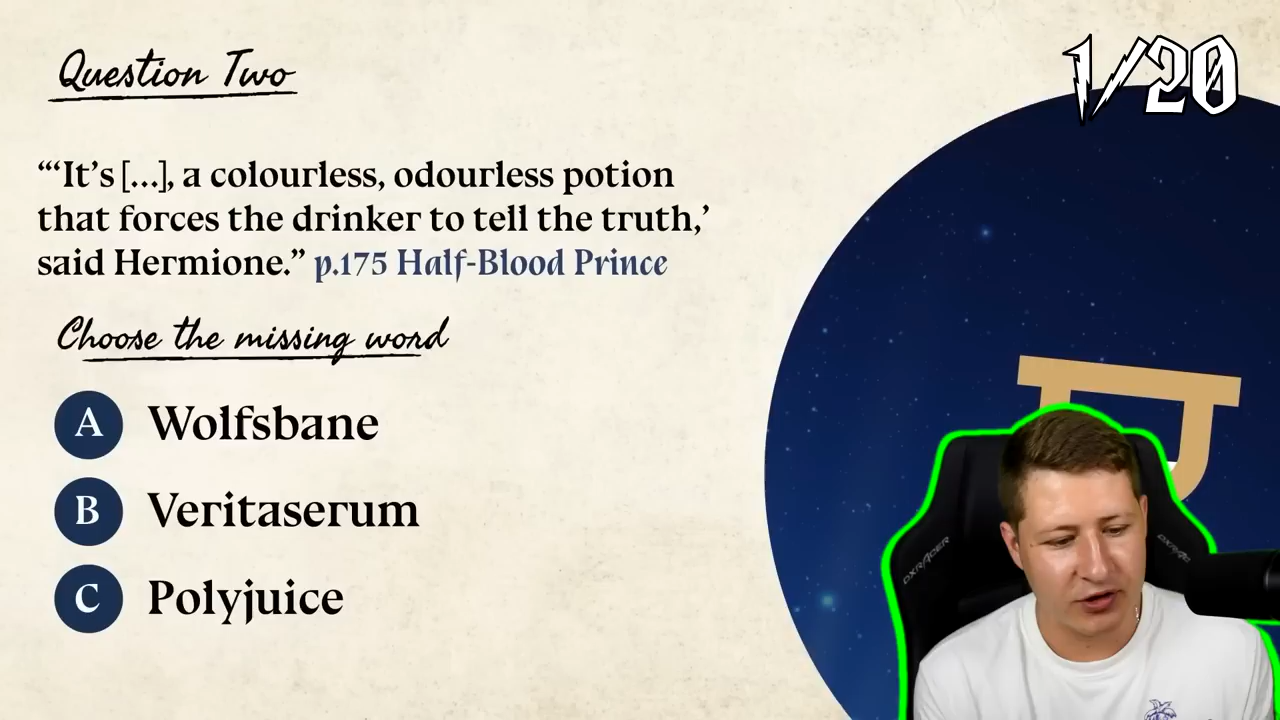 Question Two
1/20
“‘It’s [...], a colourless, odourless potion
that forces the drinker to tell the truth,’
said Hermione.” p.175 Half-Blood Prince
Choose the missing word
A Wolfsbane
B Veritaserum
C Polyjuice
DXRACER